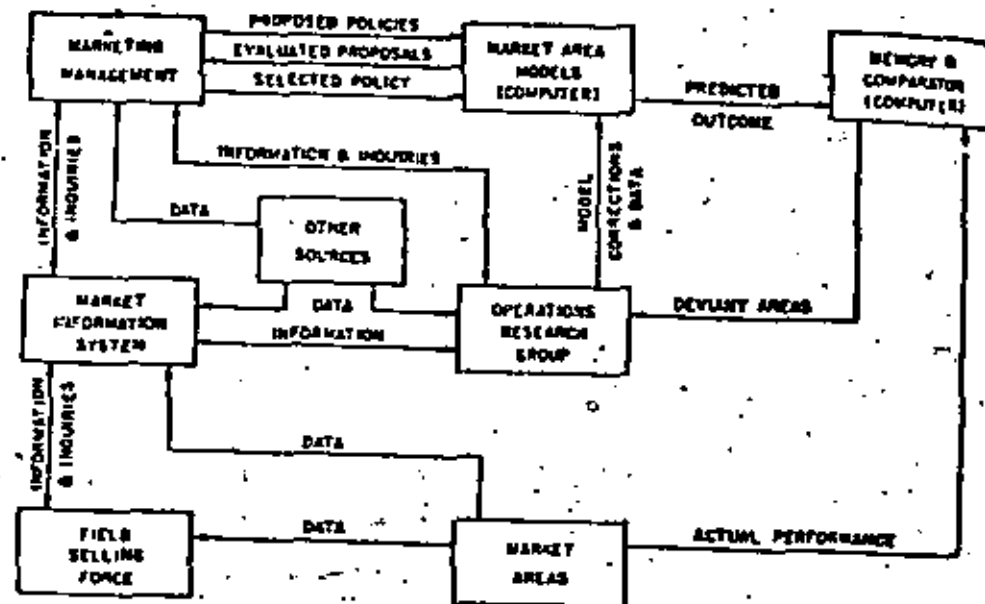 PROPOSED POLICIES
MARKETING
MANAGEMENT
EVALUATED PROPOSALS
SELECTED POLICY
MARKET AREA
MODELS
(COMPUTER)
MEMORY &
COMPARATOR
(COMPUTER)
PREDICTED
OUTCOME
INFORMATION
& INQUIRIES
INFORMATION & INQUIRIES
MODEL
CORRECTIONS
& DATA
DATA
OTHER
SOURCES
MARKET
INFORMATION
SYSTEM
DATA
INFORMATION
OPERATIONS
RESEARCH
GROUP
DEVIANT AREAS
INFORMATION
& INQUIRIES
DATA
FIELD
SELLING
FORCE
DATA
MARKET
AREAS
ACTUAL PERFORMANCE